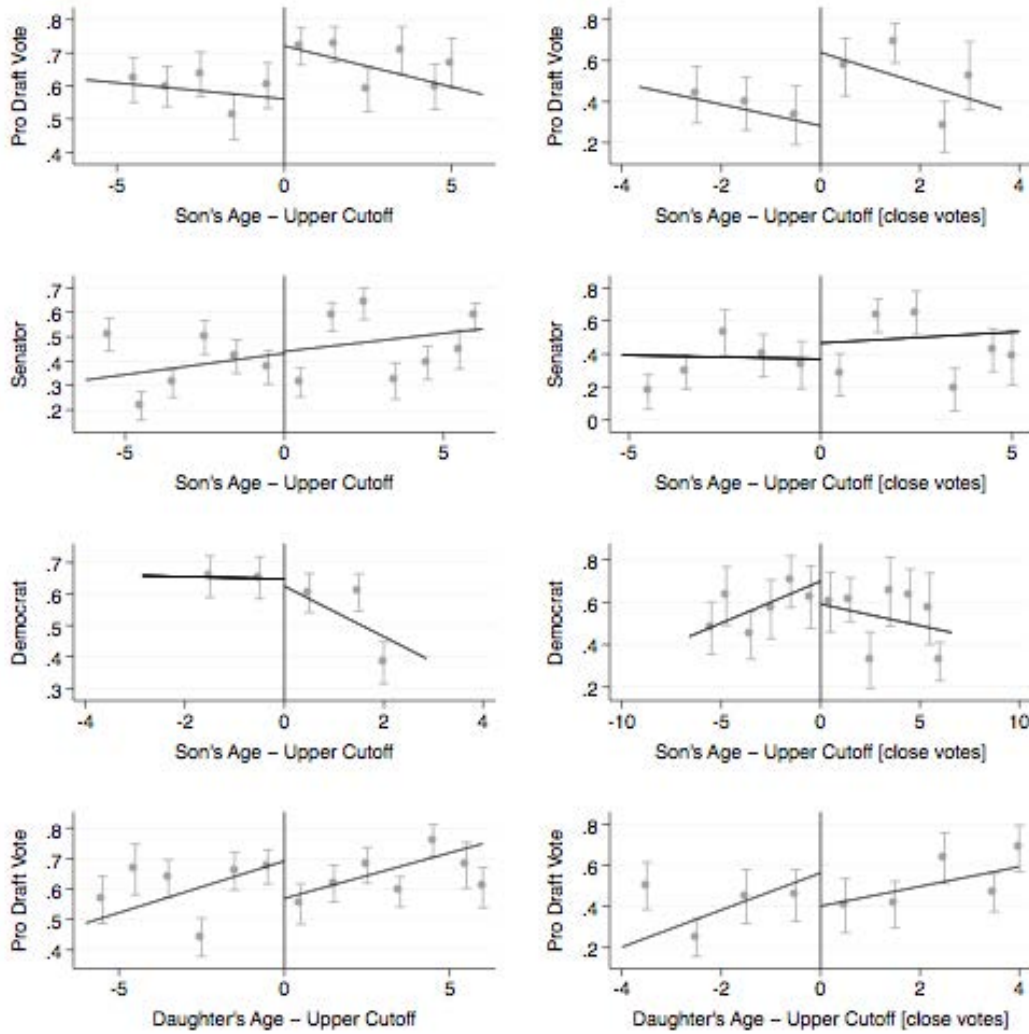 Pro Draft Vote
.8
.7
.6
.5
.4
-5 0 5
Son's Age – Upper Cutoff
Pro Draft Vote
.8
.6
.4
.2
-4 -2 0 2 4
Son's Age – Upper Cutoff [close votes]
Senator
.7
.6
.5
.4
.3
.2
-5 0 5
Son's Age – Upper Cutoff
Senator
.8
.6
.4
.2
0
-5 0 5
Son's Age – Upper Cutoff [close votes]
Democrat
.7
.6
.5
.4
.3
-4 -2 0 2 4
Son's Age – Upper Cutoff
Democrat
.8
.6
.4
.2
-10 -5 0 5 10
Son's Age – Upper Cutoff [close votes]
Pro Draft Vote
.8
.7
.6
.5
.4
-5 0 5
Daughter's Age – Upper Cutoff
Pro Draft Vote
.8
.6
.4
.2
-4 -2 0 2 4
Daughter's Age – Upper Cutoff [close votes]